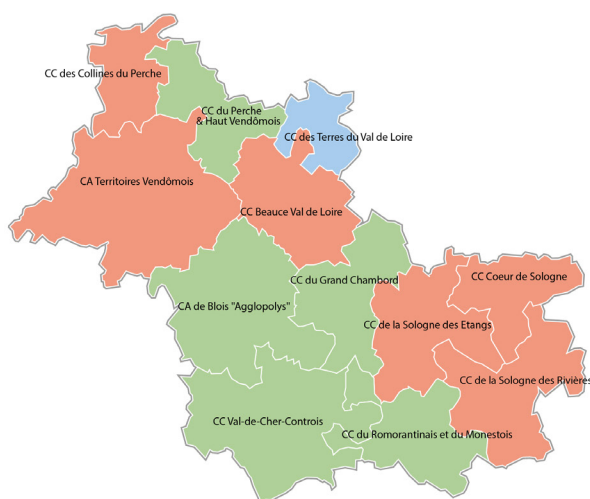 CC des Collines du Perche
CC du Perche
& Haut Vendômois
CC des Terres du Val de Loire
CA Territoires Vendômois
CC Beauce Val de Loire
CC du Grand Chambord
CC Coeur de Sologne
CA de Blois "Agglopolys"
CC de la Sologne des Etangs
CC de la Sologne des Rivières
CC Val-de-Cher-Controis
CC du Romorantinais et du Monestois